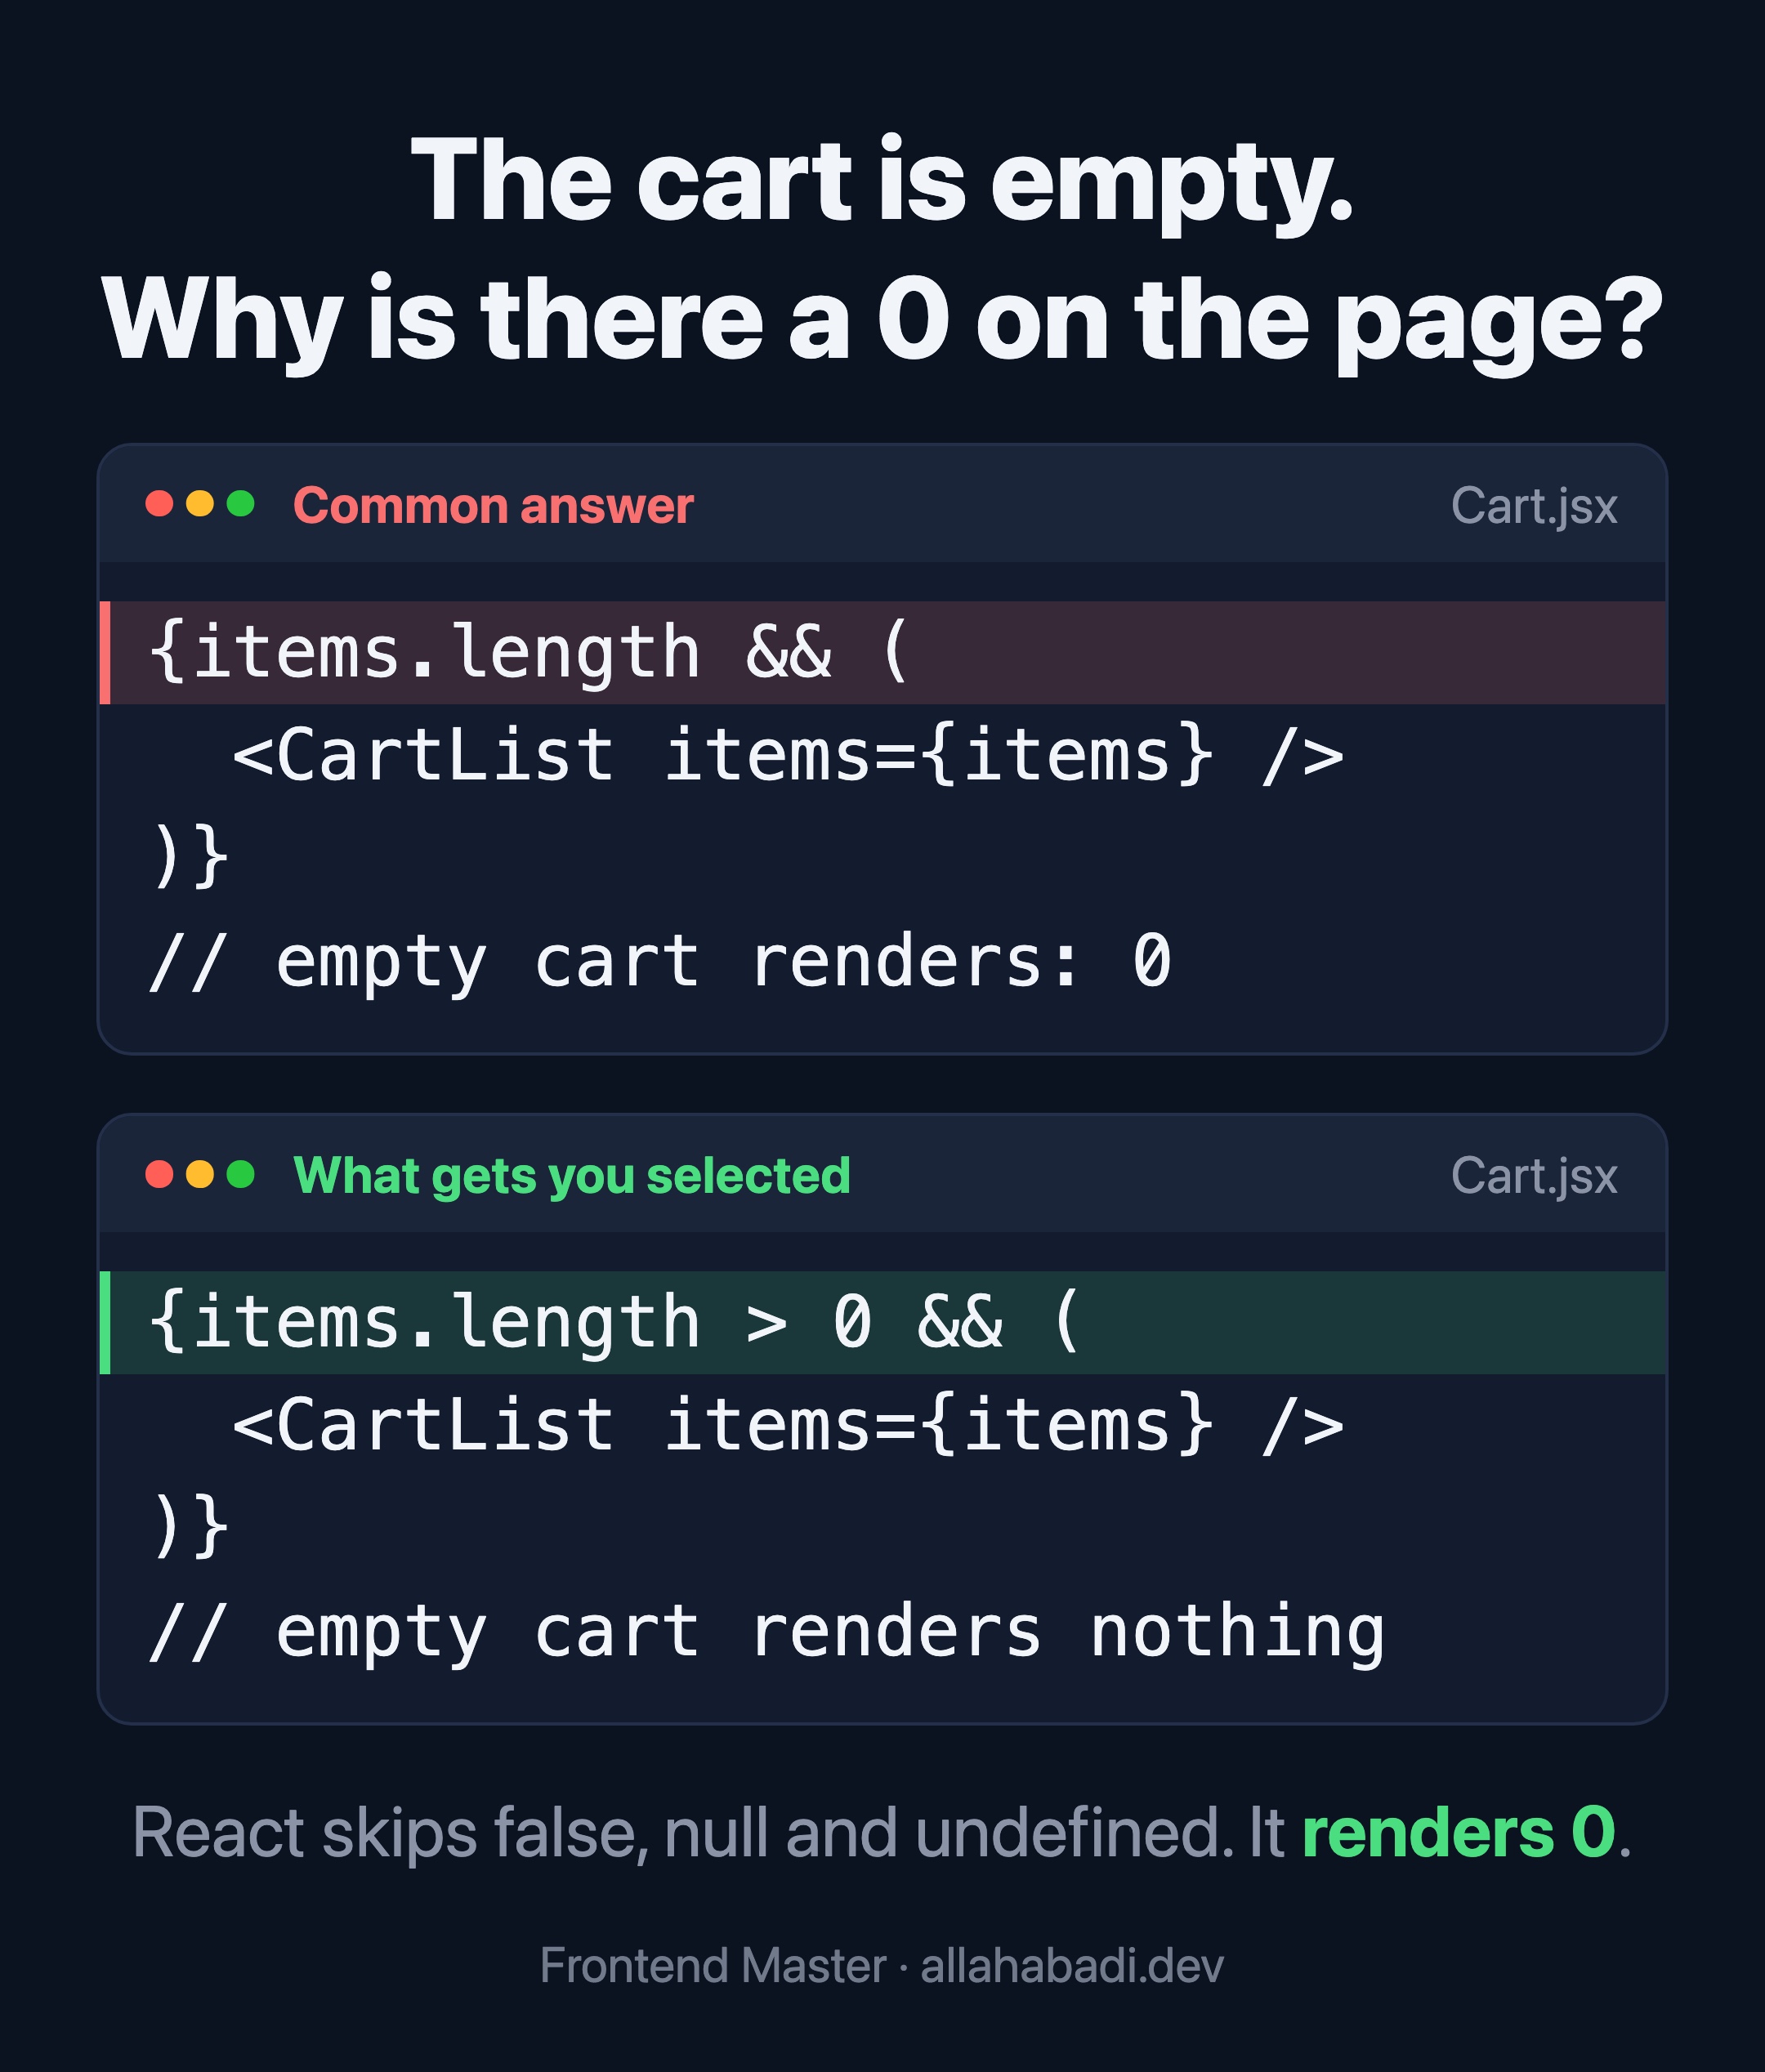 The cart is empty.
Why is there a 0 on the page?
Common answer
Cart.jsx
{items.length && (
  <CartList items={items} />
)}
// empty cart renders: 0
What gets you selected
Cart.jsx
{items.length > 0 && (
  <CartList items={items} />
)}
// empty cart renders nothing
React skips false, null and undefined. It renders 0.
Frontend Master · allahabadi.dev